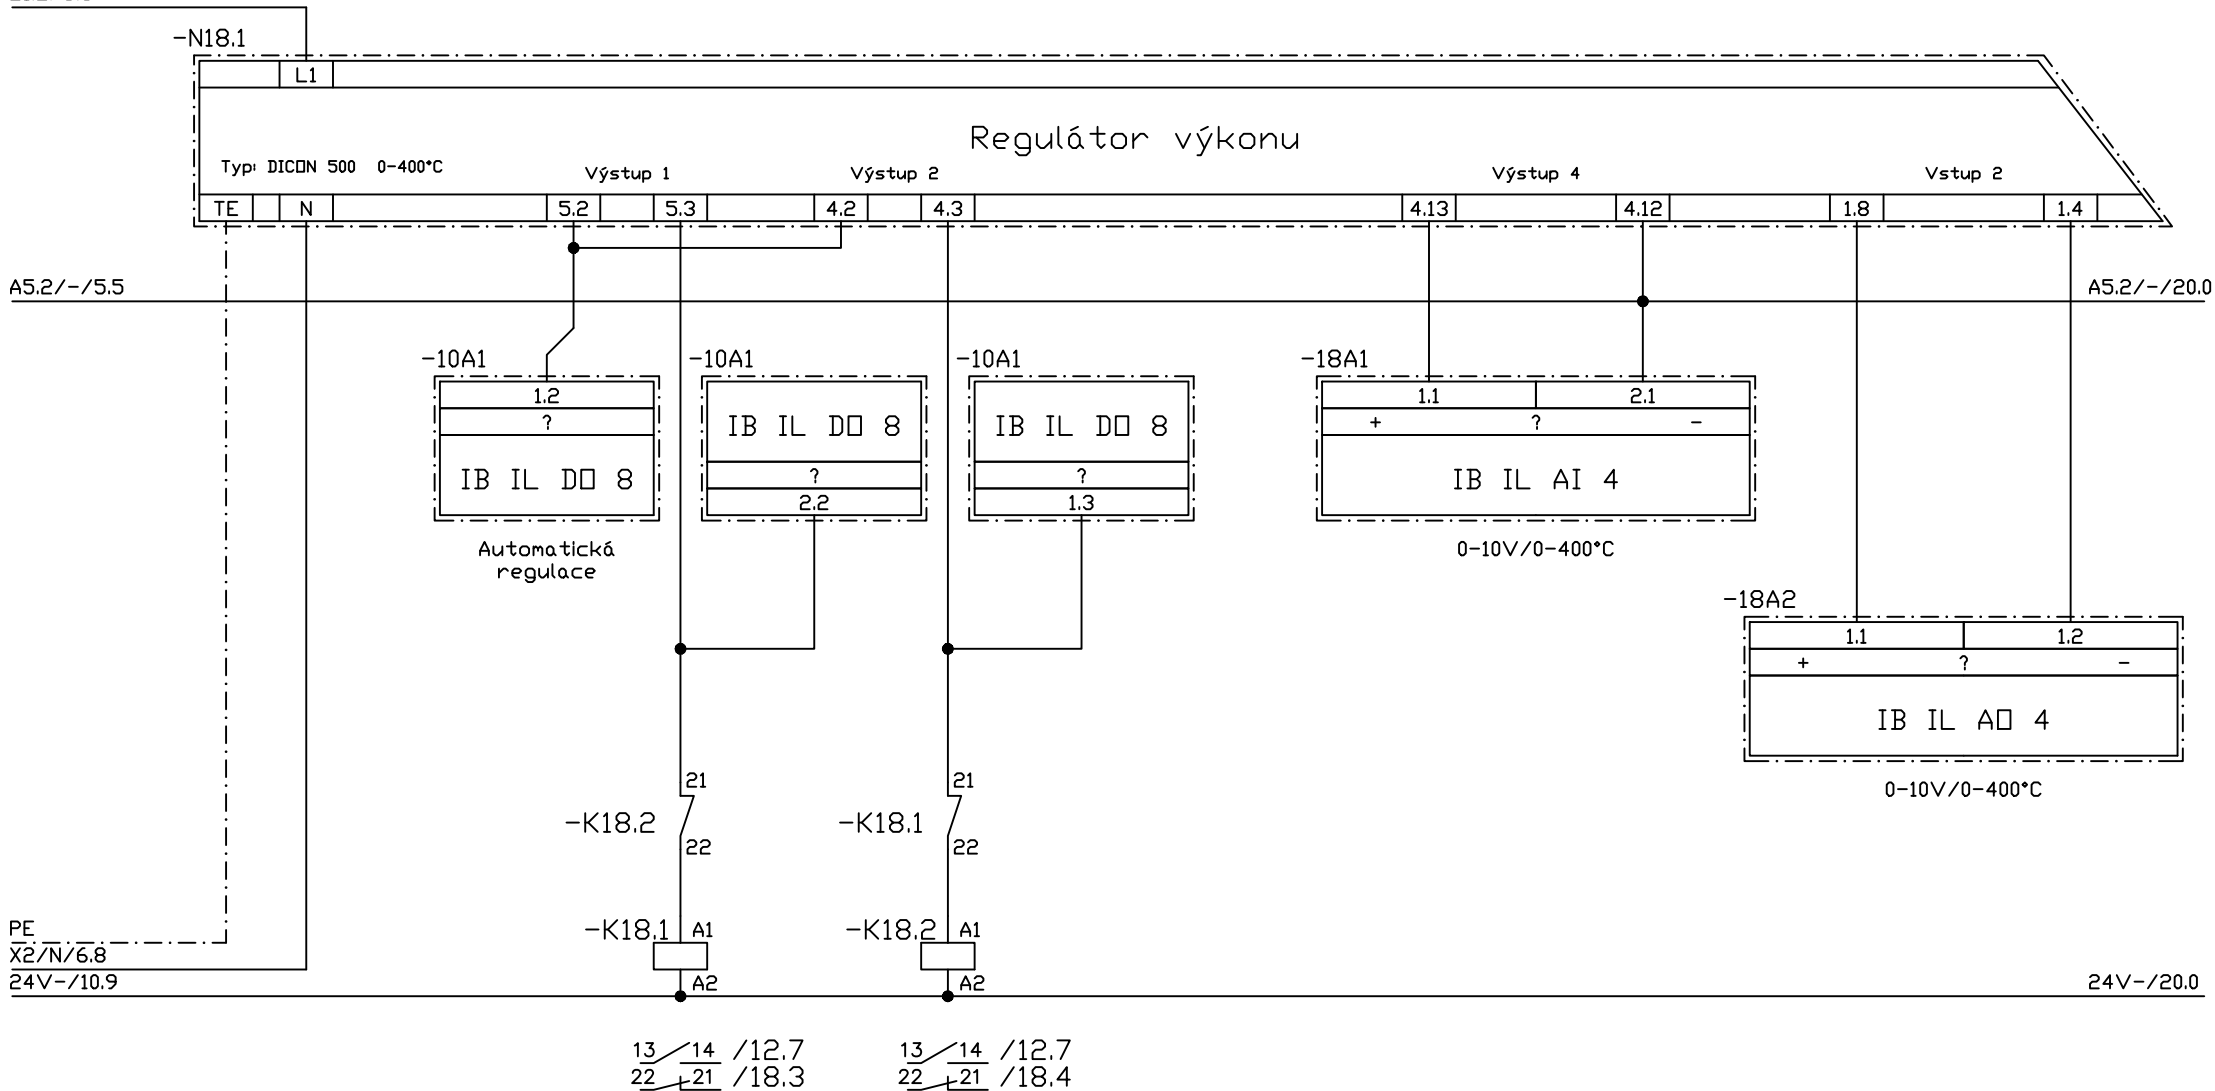 -N18.1
L1
Regulátor výkonu
Typ: DICON 500 0-400°C
Výstup 1
Výstup 2
Výstup 4
Vstup 2
TE N 5.2 5.3 4.2 4.3 4.13 4.12 1.8 1.4
A5.2/-/5.5
A5.2/-/20.0
-10A1
-10A1
-10A1
-18A1
1.2
?
IB IL DO 8
IB IL DO 8
?
2.2
IB IL DO 8
?
1.3
1.1 2.1
+ ? -
IB IL AI 4
Automatická
regulace
0-10V/0-400°C
-18A2
1.1 1.2
+ ? -
IB IL AO 4
0-10V/0-400°C
21
-K18.2
22
21
-K18.1
22
-K18.1 A1
A2
-K18.2 A1
A2
PE
X2/N/6.8
24V-/10.9
24V-/20.0
13 14 /12.7
22 21 /18.3
13 14 /12.7
22 21 /18.4